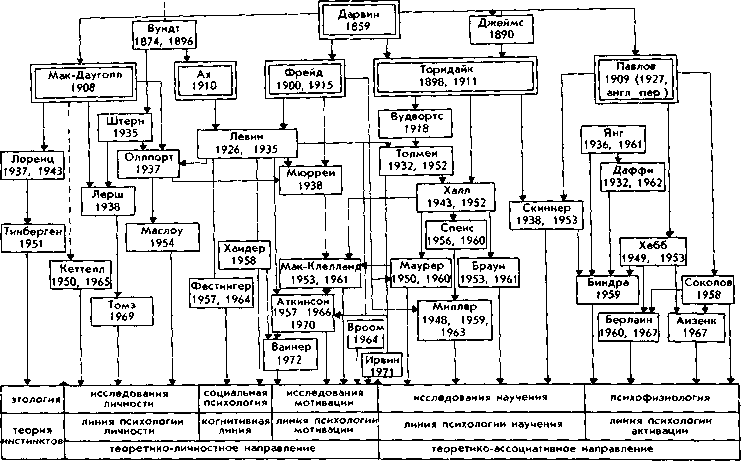 Дарвин
1859
Вундт
1874, 1896
Джеймс
1890
Мак-Дауголл
1908
Ах
1910
Фрейд
1900, 1915
Торндайк
1898, 1911
Павлов
1909 (1927,
англ пер)
Штерн
1935
Левин
1926, 1935
Вудвортс
1918
Янг
1936, 1961
Лоренц
1937, 1943
Оллпорт
1937
Мюррей
1938
Толмен
1932, 1952
Даффи
1932, 1962
Лерш
1938
Халл
1943, 1952
Скиннер
1938, 1953
Тинберген
1951
Маслоу
1954
Хайдер
1958
Спенс
1956, 1960
Хебб
1949, 1953
Кеттелл
1950, 1965
Фестингер
1957, 1964
Мак-Клелланд
1953, 1961
Маурер
1950, 1960
Браун
1953, 1961
Биндра
1959
Соколов
1958
Томэ
1969
Аткинсон
1957 1966
1970
Вроом
1964
Миллер
1948, 1959,
1963
Берлайн
1960, 1967
Айзенк
1967
Вайнер
1972
Ирвин
1971
этология
исследования
личности
социальная
психология
исследования
мотивации
исследования научения
психофизиология
теория
инстинктов
линия психологии
личности
когнитивная
линия
линия психологии
мотивации
линия психологии научения
линия психологии
активации
теоретико-личностное направление
теоретико-ассоциативное направление